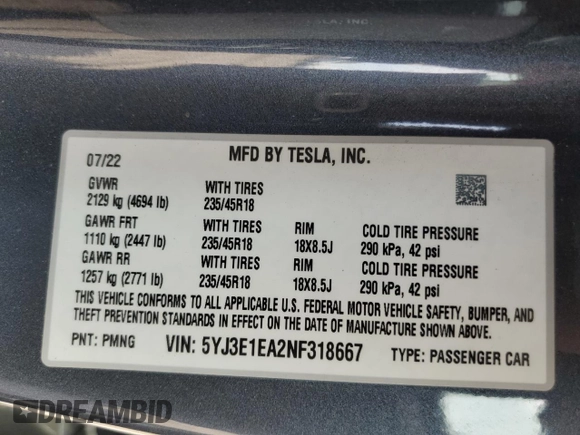 MFD BY TESLA, INC.
07/22
GVWR WITH TIRES
2129 kg (4694 lb) 235/45R18
GAWR FRT WITH TIRES RIM COLD TIRE PRESSURE
1110 kg (2447 lb) 235/45R18 18X8.5J 290 kPa, 42 psi
GAWR RR WITH TIRES RIM COLD TIRE PRESSURE
1257 kg (2771 lb) 235/45R18 18X8.5J 290 kPa, 42 psi
THIS VEHICLE CONFORMS TO ALL APPLICABLE U.S. FEDERAL MOTOR VEHICLE SAFETY, BUMPER, AND
THEFT PREVENTION STANDARDS IN EFFECT ON THE DATE OF MANUFACTURE SHOWN ABOVE.
PNT: PMNG VIN: 5YJ3E1EA2NF318667 TYPE: PASSENGER CAR
DREAMBID